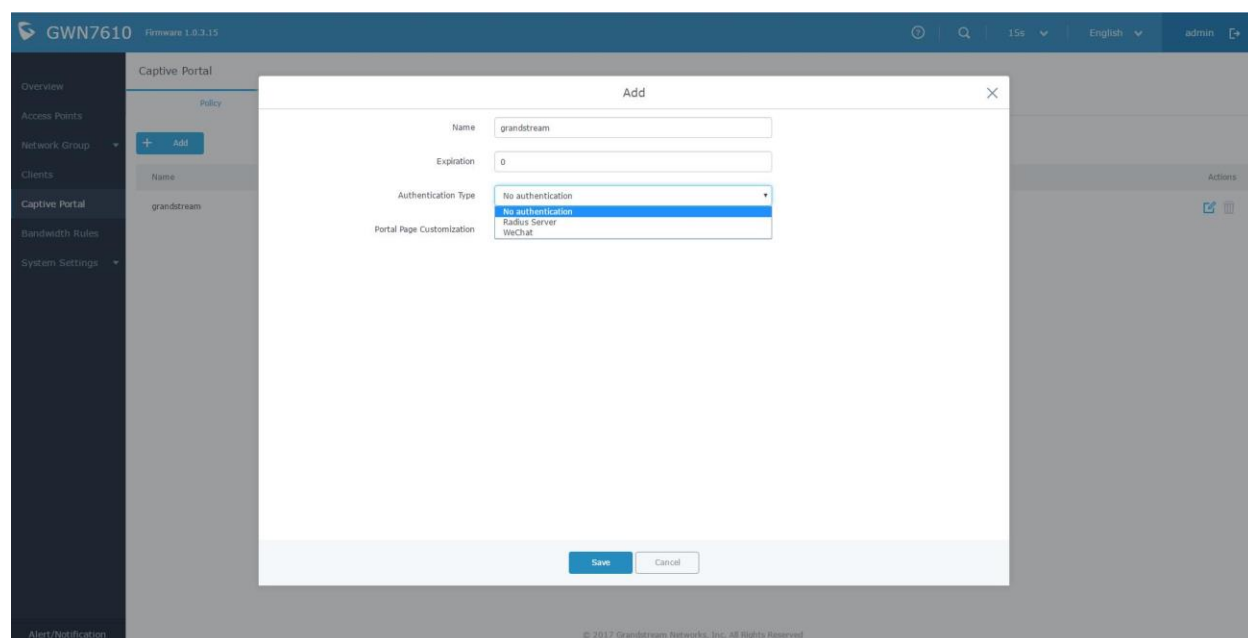 GWN7610 Firmware 1.0.3.15
15s
English
admin
Overview
Access Points
Network Group
Clients
Captive Portal
Bandwidth Rules
System Settings
Alert/Notification
Captive Portal
Policy
+ Add
Name
Actions
grandstream
Add
Name grandstream
Expiration 0
Authentication Type No authentication
No authentication
Radius Server
WeChat
Portal Page Customization
Save Cancel
© 2017 Grandstream Networks, Inc. All Rights Reserved